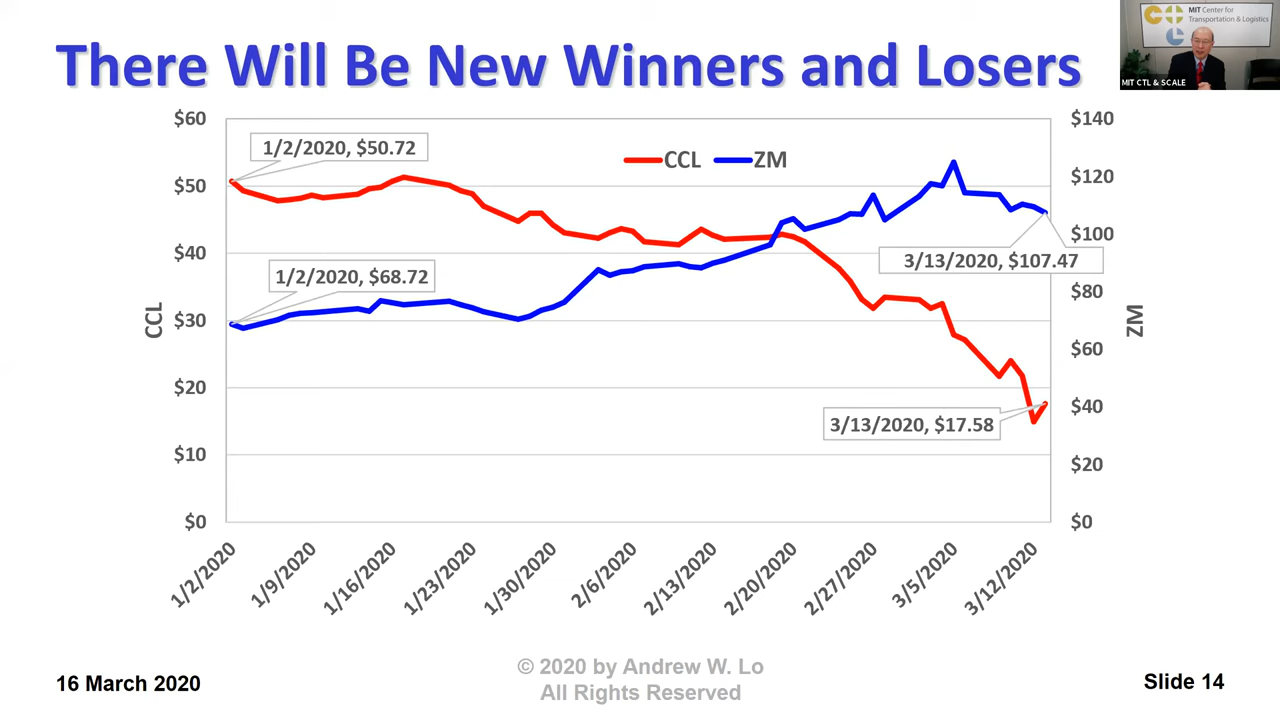 There Will Be New Winners and Losers
MIT Center for
Transportation & Logistics
MIT CTL & SCALE
$60
$50
$40
$30
$20
$10
$0
CCL
1/2/2020, $50.72
1/2/2020, $68.72
CCL
ZM
3/13/2020, $107.47
3/13/2020, $17.58
$140
$120
$100
$80
$60
$40
$20
$0
ZM
1/2/2020
1/9/2020
1/16/2020
1/23/2020
1/30/2020
2/6/2020
2/13/2020
2/20/2020
2/27/2020
3/5/2020
3/12/2020
16 March 2020
© 2020 by Andrew W. Lo
All Rights Reserved
Slide 14